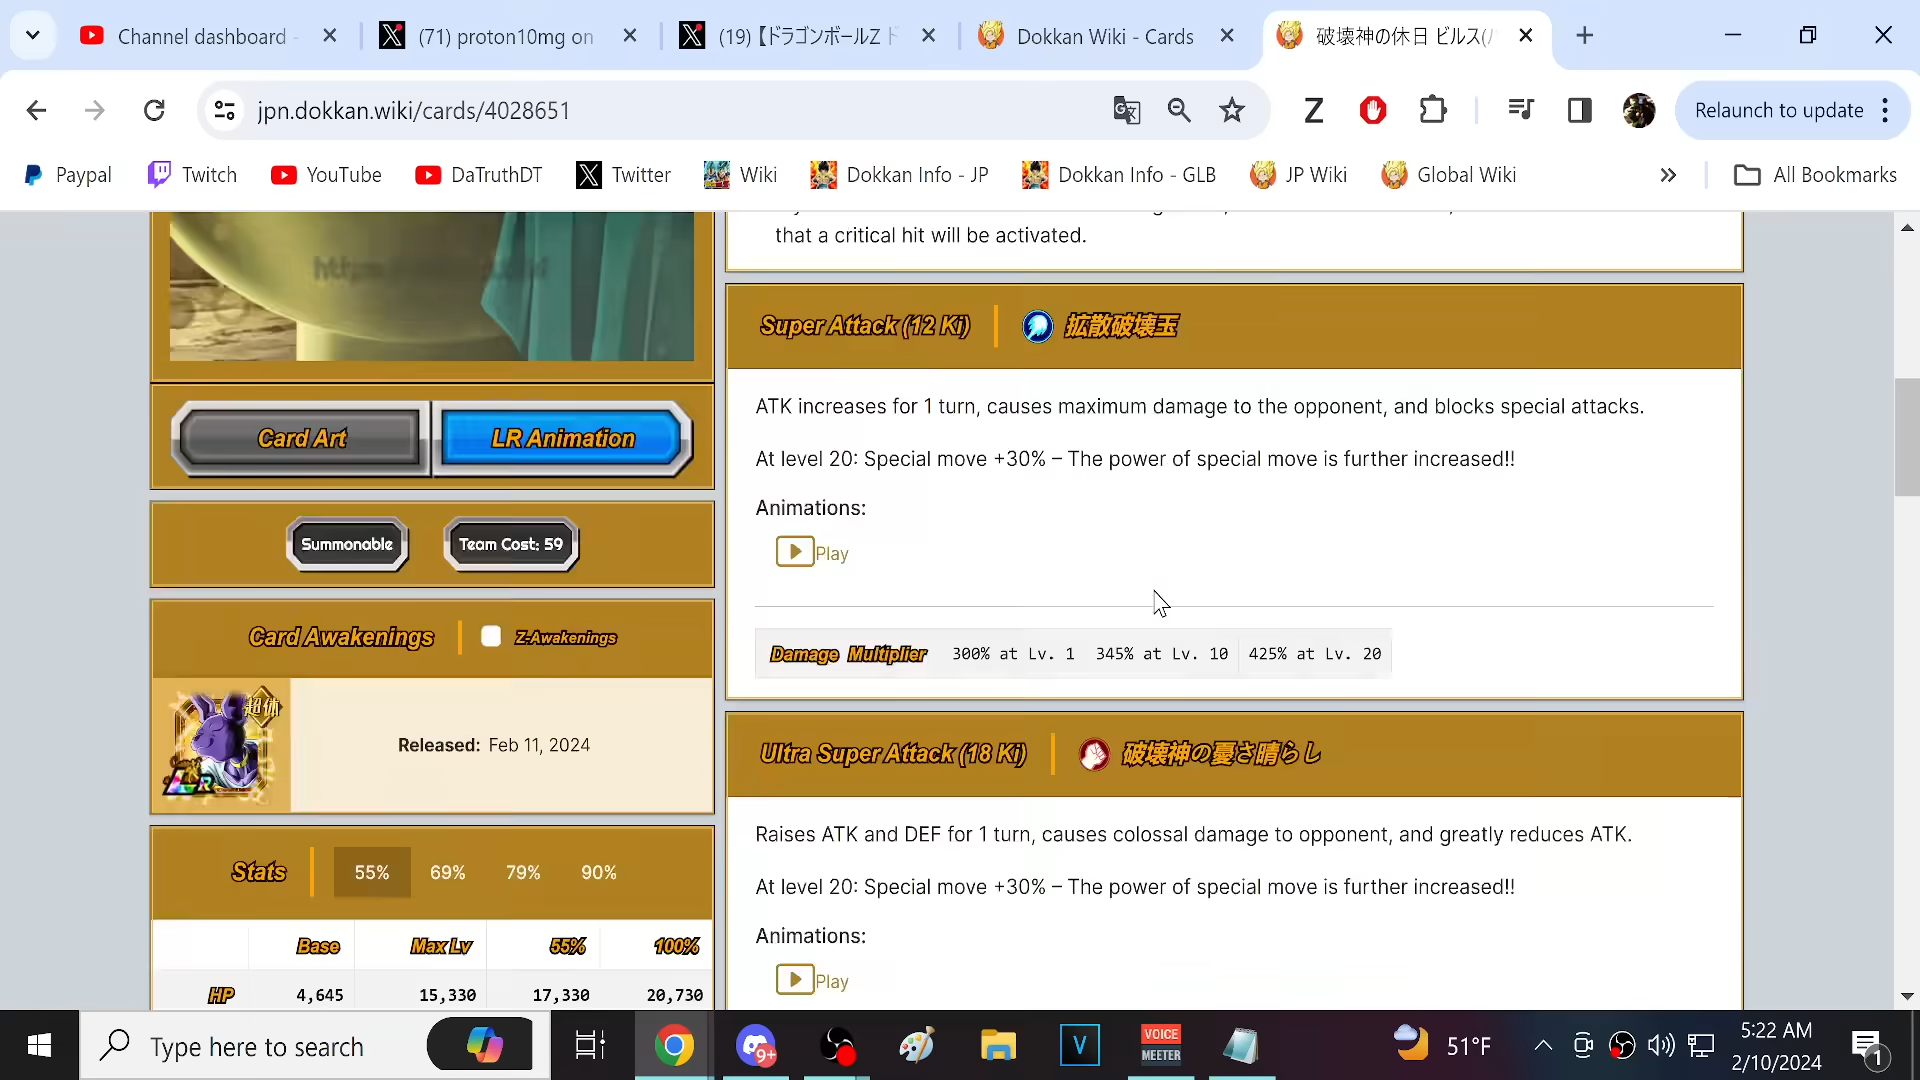 Channel dashboard -
(71) proton10mg on
(19) 【ドラゴンボールZ ド
Dokkan Wiki - Cards
破壊神の休日 ビルス(ﾉ
jpn.dokkan.wiki/cards/4028651
Z
Relaunch to update
Paypal
Twitch
YouTube
DaTruthDT
Twitter
Wiki
Dokkan Info - JP
Dokkan Info - GLB
JP Wiki
Global Wiki
»
All Bookmarks
that a critical hit will be activated.
Super Attack (12 Ki)
拡散破壊玉
ATK increases for 1 turn, causes maximum damage to the opponent, and blocks special attacks.
At level 20: Special move +30% – The power of special move is further increased!!
Animations:
Play
Damage Multiplier 300% at Lv. 1 345% at Lv. 10 425% at Lv. 20
Ultra Super Attack (18 Ki)
破壊神の憂さ晴らし
Raises ATK and DEF for 1 turn, causes colossal damage to opponent, and greatly reduces ATK.
At level 20: Special move +30% – The power of special move is further increased!!
Animations:
Play
Card Art
LR Animation
Summonable
Team Cost: 59
Card Awakenings
Z-Awakenings
超体
LR
Released: Feb 11, 2024
Stats 55% 69% 79% 90%
Base Max Lv 55% 100%
HP 4,645 15,330 17,330 20,730
Type here to search
9+
V
VOICE
MEETER
51°F
5:22 AM
2/10/2024
1